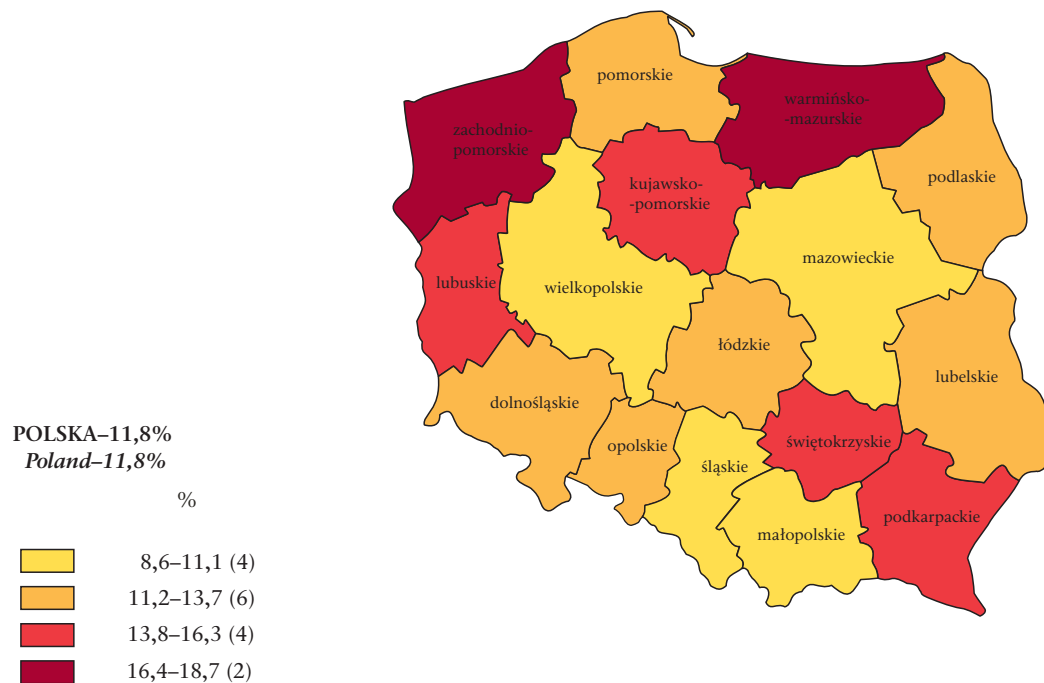 pomorskie
warmińsko-
-mazurskie
zachodnio-
pomorskie
podlaskie
kujawsko-
-pomorskie
mazowieckie
lubuskie
wielkopolskie
łódzkie
lubelskie
dolnośląskie
opolskie
śląskie
świętokrzyskie
małopolskie
podkarpackie
POLSKA–11,8%
Poland–11,8%
%
8,6–11,1 (4)
11,2–13,7 (6)
13,8–16,3 (4)
16,4–18,7 (2)